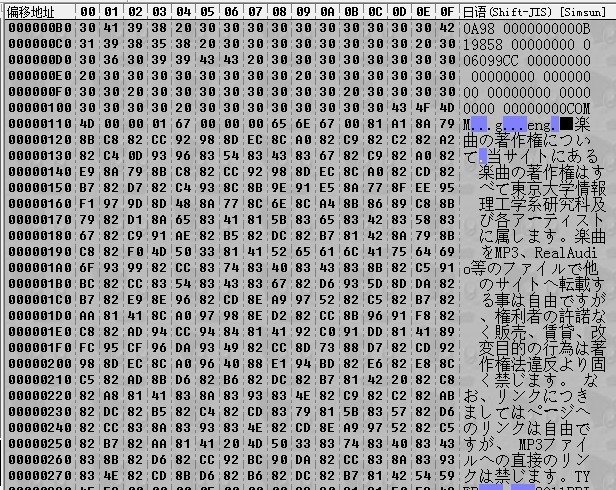 偏移地址 00 01 02 03 04 05 06 07 08 09 0A 0B 0C 0D 0E 0F 日语(Shift-JIS) [Simsun]
000000B0 30 41 39 38 20 30 30 30 30 30 30 30 30 30 30 42 0A98 0000000000B
000000C0 31 39 38 35 38 20 30 30 30 30 30 30 30 30 20 30 19858 00000000 0
000000D0 30 36 30 39 39 43 43 20 30 30 30 30 30 30 30 30 06099CC 00000000
000000E0 20 30 30 30 30 30 30 30 30 20 30 30 30 30 30 30 00000000 000000
000000F0 30 30 20 30 30 30 30 30 30 30 30 20 30 30 30 30 00 00000000 0000
00000100 30 30 30 30 20 30 30 30 30 30 30 30 30 43 4F 4D 0000 00000000COM
00000110 4D 00 00 01 67 00 00 00 65 6E 67 00 81 A1 8A 79 M...g...eng.■楽
00000120 8B C8 82 CC 92 98 8D EC 8C A0 82 C9 82 C2 82 A2 曲の著作権につい
00000130 82 C4 0D 93 96 83 54 83 43 83 67 82 C9 82 A0 82 て.当サイトにある
00000140 E9 8A 79 8B C8 82 CC 92 98 8D EC 8C A0 82 CD 82 楽曲の著作権はす
00000150 B7 82 D7 82 C4 93 8C 8B 9E 91 E5 8A 77 8F EE 95 べて東京大学情報
00000160 F1 97 9D 8D 48 8A 77 8C 6E 8C A4 8B 86 89 C8 8B 理工学系研究科及
00000170 79 82 D1 8A 65 83 41 81 5B 83 65 83 42 83 58 83 び各アーティスト
00000180 67 82 C9 91 AE 82 B5 82 DC 82 B7 81 42 8A 79 8B に属します。楽曲
00000190 C8 82 F0 4D 50 33 81 41 52 65 61 6C 41 75 64 69 をMP3、RealAudi
000001A0 6F 93 99 82 CC 83 74 83 40 83 43 83 8B 82 C5 91 o等のファイルで他
000001B0 BC 82 CC 83 54 83 43 83 67 82 D6 93 5D 8D DA 82 のサイトへ転載す
000001C0 B7 82 E9 8E 96 82 CD 8E A9 97 52 82 C5 82 B7 82 る事は自由ですが
000001D0 AA 81 41 8C A0 97 98 8E D2 82 CC 8B 96 91 F8 82 、権利者の許諾な
000001E0 C8 82 AD 94 CC 94 84 81 41 92 C0 91 DD 81 41 89 く販売、賃貸、改
000001F0 FC 95 CF 96 DA 93 49 82 CC 8D 73 88 D7 82 CD 92 変目的の行為は著
00000200 98 8D EC 8C A0 96 40 88 E1 94 BD 82 E6 82 E8 8C 作権法違反より固
00000210 C5 82 AD 8B D6 82 B6 82 DC 82 B7 81 42 20 82 C8 く禁じます。 な
00000220 82 A8 81 41 83 8A 83 93 83 4E 82 C9 82 C2 82 AB お、リンクにつき
00000230 82 DC 82 B5 82 C4 82 CD 83 79 81 5B 83 57 82 D6 ましてはページへ
00000240 82 CC 83 8A 83 93 83 4E 82 CD 8E A9 97 52 82 C5 のリンクは自由で
00000250 82 B7 82 AA 81 41 20 4D 50 33 83 74 83 40 83 43 すが、 MP3ファイ
00000260 83 8B 82 D6 82 CC 92 BC 90 DA 82 CC 83 8A 83 93 ルへの直接のリン
00000270 83 4E 82 CD 8B D6 82 B6 82 DC 82 B7 81 42 54 59 クは禁じます。TY